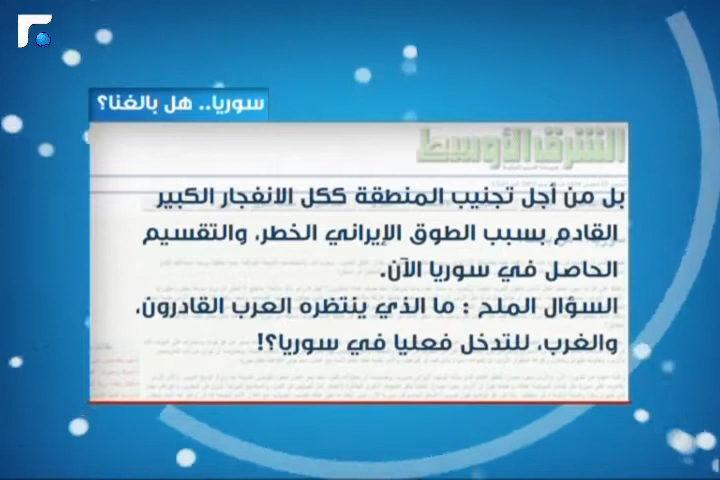 سوريا.. هل بالغنا؟
الشرق الأوسط
بل من أجل تجنيب المنطقة ككل الانفجار الكبير
القادم بسبب الطوق الإيراني الخطر، والتقسيم
الحاصل في سوريا الآن.
السؤال الملح : ما الذي ينتظره العرب القادرون،
والغرب، للتدخل فعليا في سوريا؟!